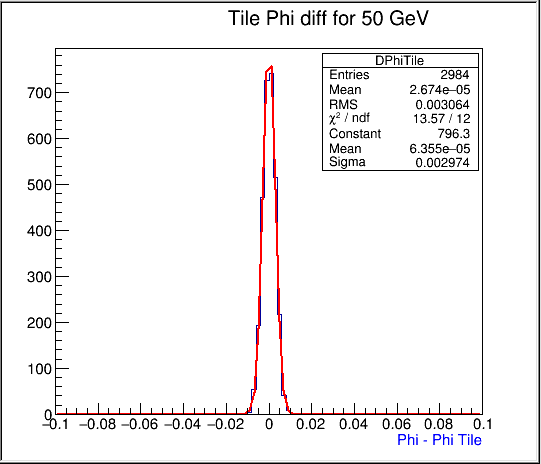 Tile Phi diff for 50 GeV
DPhiTile
Entries 2984
Mean 2.674e−05
RMS 0.003064
χ² / ndf 13.57 / 12
Constant 796.3
Mean 6.355e−05
Sigma 0.002974
700
600
500
400
300
200
100
0
−0.1 −0.08 −0.06 −0.04 −0.02 0 0.02 0.04 0.06 0.08 0.1
Phi - Phi Tile